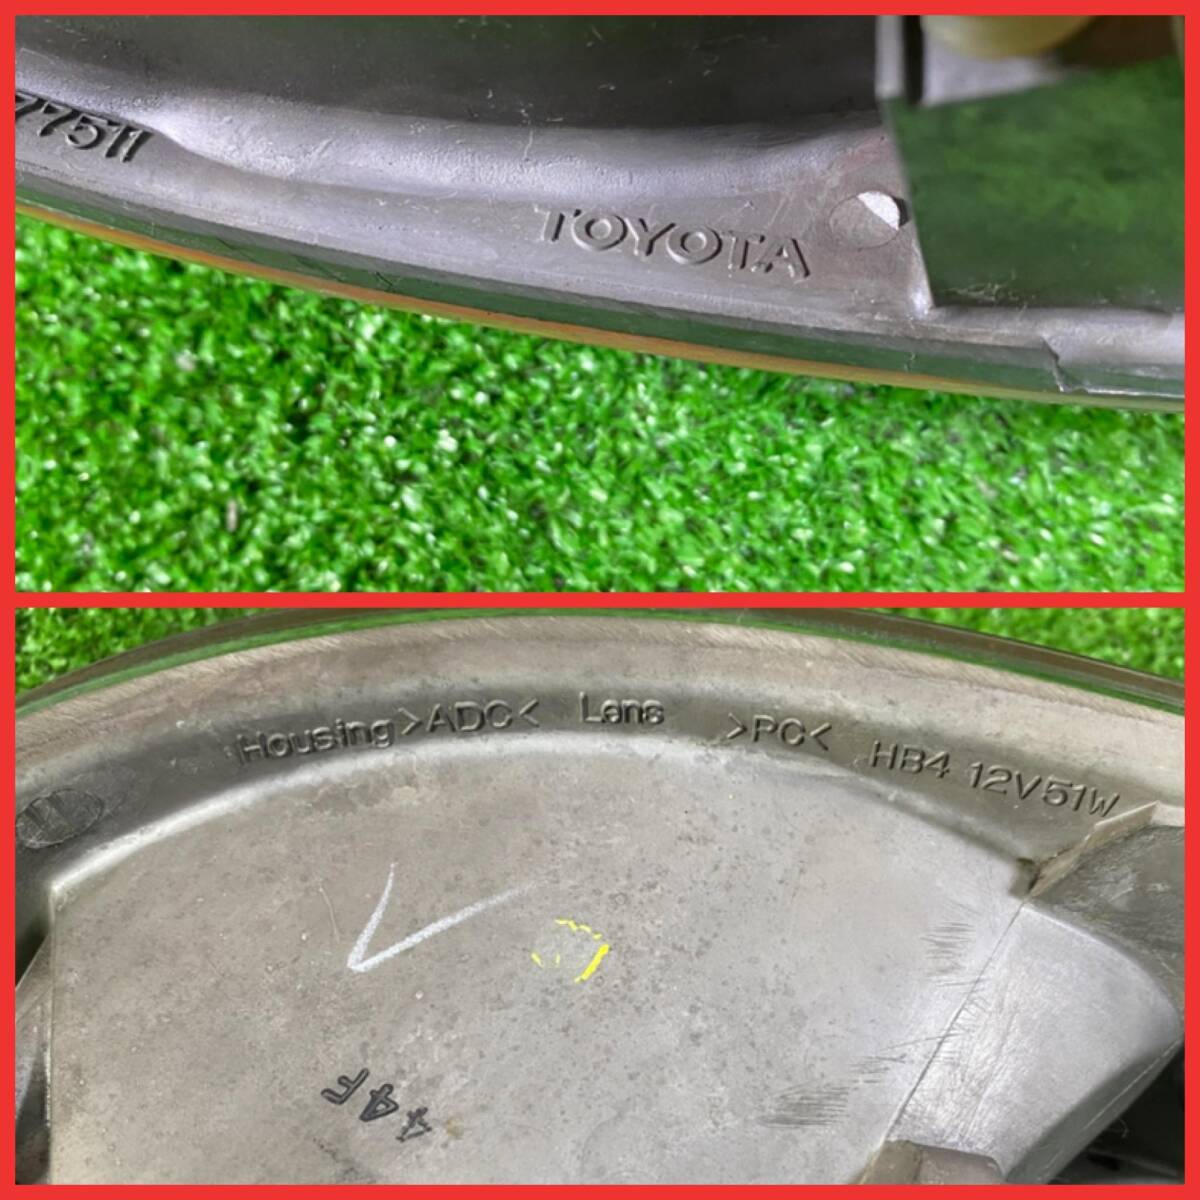 77511
TOYOTA
Housing >ADC< Lens >PC< HB4 12V51W
44F